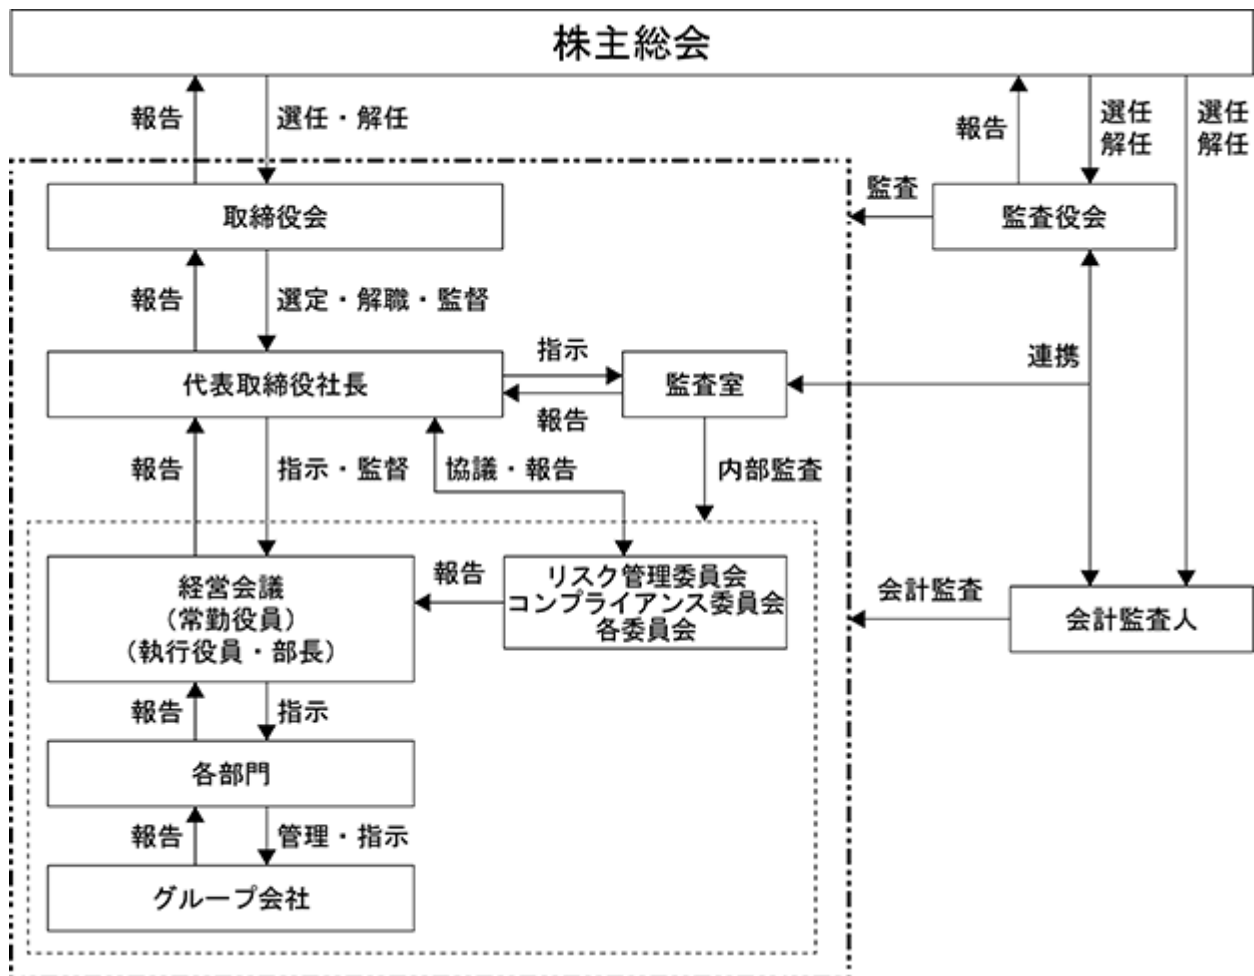 株主総会
報告
選任・解任
報告
選任
解任
選任
解任
取締役会
監査
監査役会
報告
選定・解職・監督
代表取締役社長
指示
報告
監査室
連携
報告
指示・監督
協議・報告
内部監査
経営会議
（常勤役員）
（執行役員・部長）
報告
リスク管理委員会
コンプライアンス委員会
各委員会
会計監査
会計監査人
報告
指示
各部門
報告
管理・指示
グループ会社